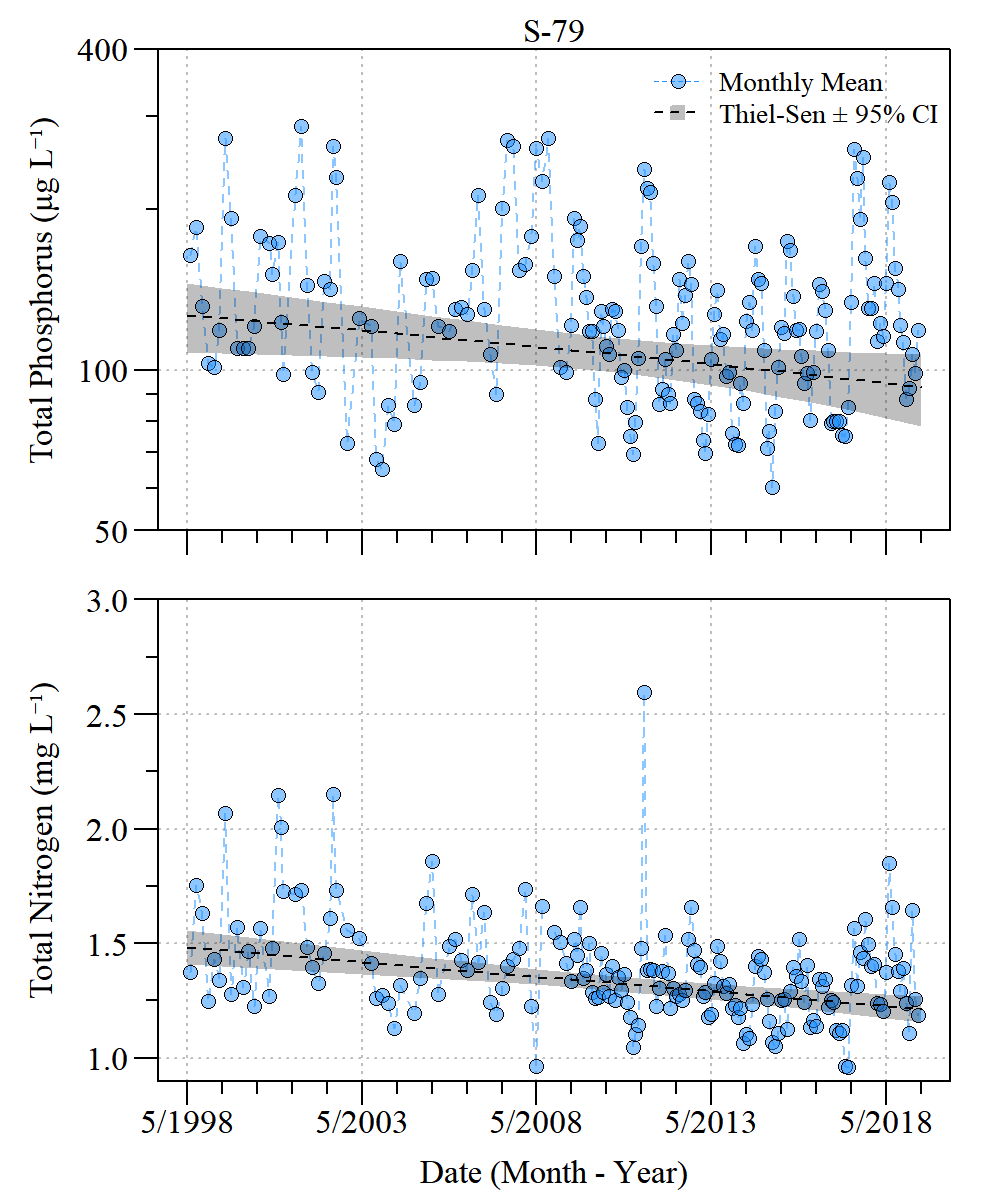 S-79
Monthly Mean
Thiel-Sen ± 95% CI
Total Phosphorus (μg L⁻¹)
400
100
50
Total Nitrogen (mg L⁻¹)
3.0
2.5
2.0
1.5
1.0
5/1998 5/2003 5/2008 5/2013 5/2018
Date (Month - Year)